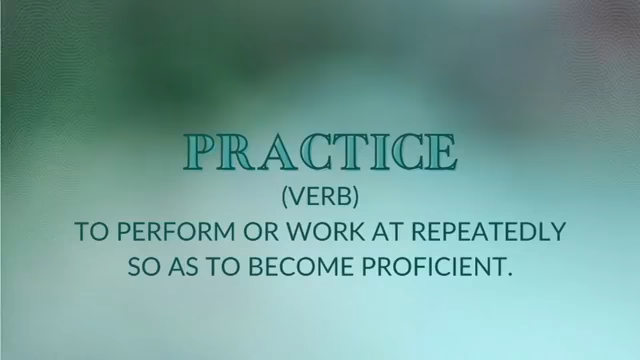 PRACTICE
(VERB)
TO PERFORM OR WORK AT REPEATEDLY
SO AS TO BECOME PROFICIENT.